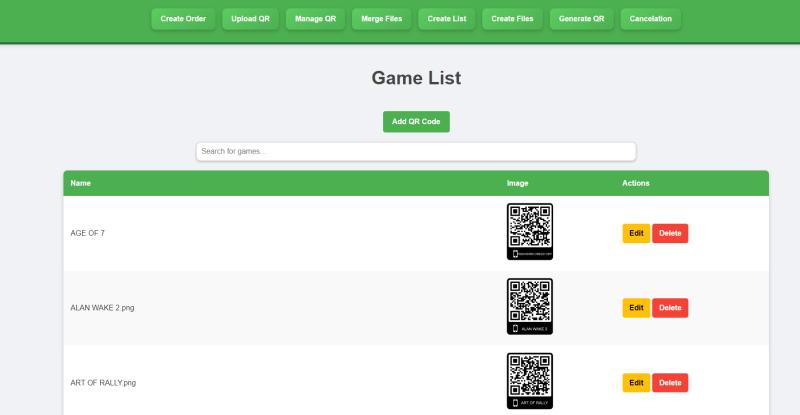 Create Order Upload QR Manage QR Merge Files Create List Create Files Generate QR Cancelation
Game List
Add QR Code
Search for games...
Name Image Actions
AGE OF 7 Edit Delete
ALAN WAKE 2.png ALAN WAKE 2 Edit Delete
ART OF RALLY.png ART OF RALLY Edit Delete